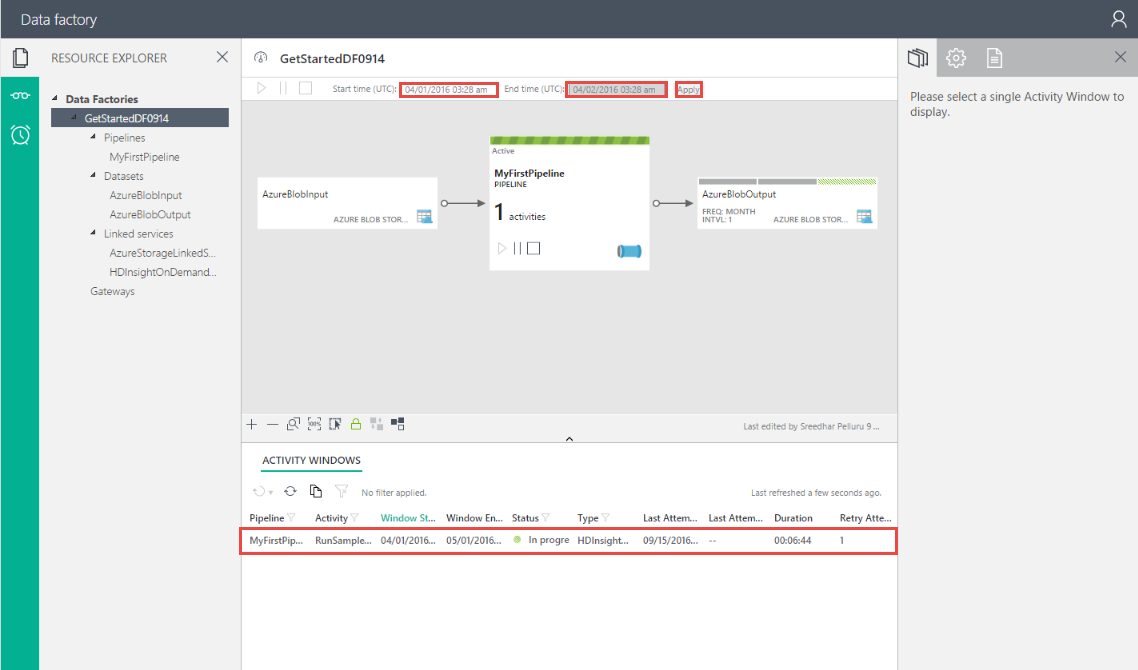 Data factory
RESOURCE EXPLORER
Data Factories
GetStartedDF0914
Pipelines
MyFirstPipeline
Datasets
AzureBlobInput
AzureBlobOutput
Linked services
AzureStorageLinkedS...
HDInsightOnDemand...
Gateways
GetStartedDF0914
Start time (UTC): 04/01/2016 03:28 am End time (UTC): 04/02/2016 03:28 am Apply
AzureBlobInput
AZURE BLOB STOR...
Active
MyFirstPipeline
PIPELINE
1 activities
AzureBlobOutput
FREQ: MONTH
INTVL: 1
AZURE BLOB STOR...
100%
Last edited by Sreedhar Pelluru 9 ...
ACTIVITY WINDOWS
No filter applied.
Last refreshed a few seconds ago.
Pipeline Activity Window St... Window En... Status Type Last Attem... Last Attem... Duration Retry Atte...
MyFirstPip... RunSample... 04/01/2016... 05/01/2016... In progre HDInsight... 09/15/2016... -- 00:06:44 1
Please select a single Activity Window to
display.